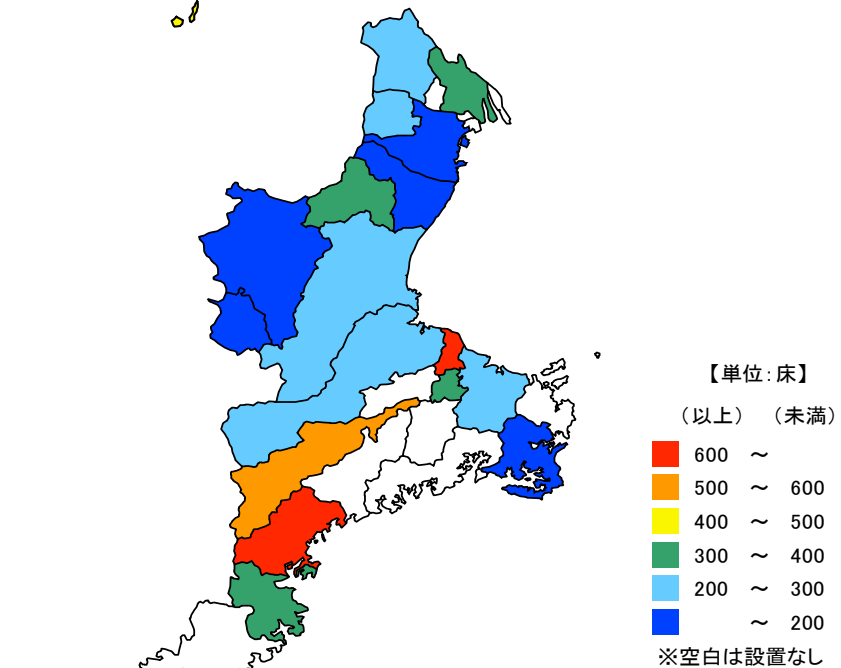 【単位:床】
（以上） （未満）
600 ～
500 ～ 600
400 ～ 500
300 ～ 400
200 ～ 300
～ 200
※空白は設置なし